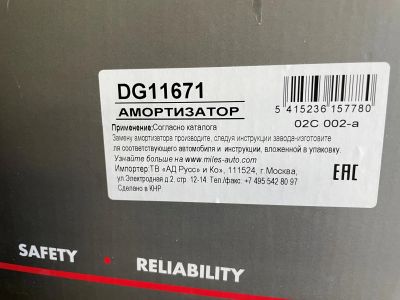 DG11671
АМОРТИЗАТОР
5 415236 157780
02C 002-a
Применение: Согласно каталога
Замену амортизатора производите, следуя инструкции завода-изготовите
ля соответствующего автомобиля и инструкции, вложенной в упаковку.
Узнайте больше на www.miles-auto.com
Импортер: ТВ «АД Русс» и Ко, 111524, г. Москва,
ул. Электродная д.2, стр. 12-14. Тел./факс. +7 495 542 80 97
Сделано в КНР
EAC
SAFETY • RELIABILITY